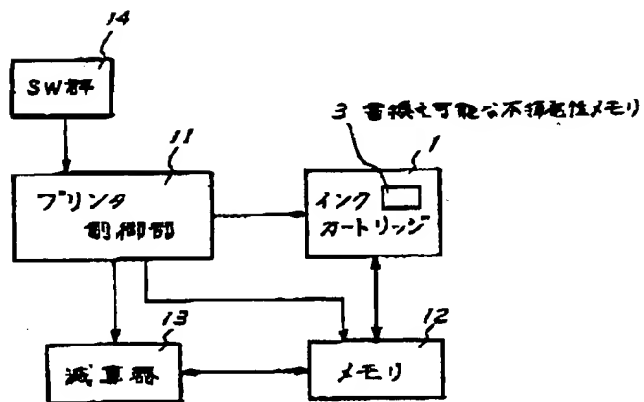 14
SW群
3 書換え可能な不揮発性メモリ
11
1
プリンタ
制御部
インク
カートリッジ
13
12
減算器
メモリ